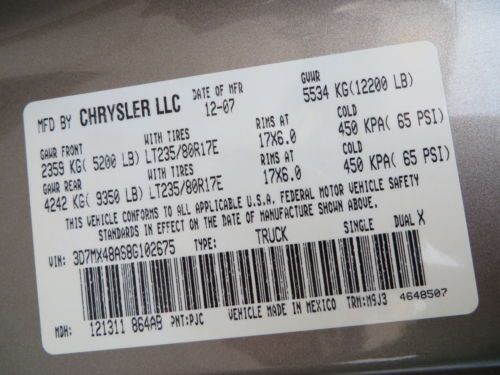 MFD BY CHRYSLER LLC DATE OF MFR GVWR
12-07 5534 KG(12200 LB)
GAWR FRONT WITH TIRES RIMS AT COLD
2359 KG( 5200 LB) LT235/80R17E 17X6.0 450 KPA( 65 PSI)
GAWR REAR WITH TIRES RIMS AT COLD
4242 KG( 9350 LB) LT235/80R17E 17X6.0 450 KPA( 65 PSI)
THIS VEHICLE CONFORMS TO ALL APPLICABLE U.S.A. FEDERAL MOTOR VEHICLE SAFETY
STANDARDS IN EFFECT ON THE DATE OF MANUFACTURE SHOWN ABOVE.
VIN: 3D7MX48A68G102675 TYPE: TRUCK SINGLE DUAL X
MDH: 121311 864AB PNT:PJC VEHICLE MADE IN MEXICO TRM:M9J3 4648507